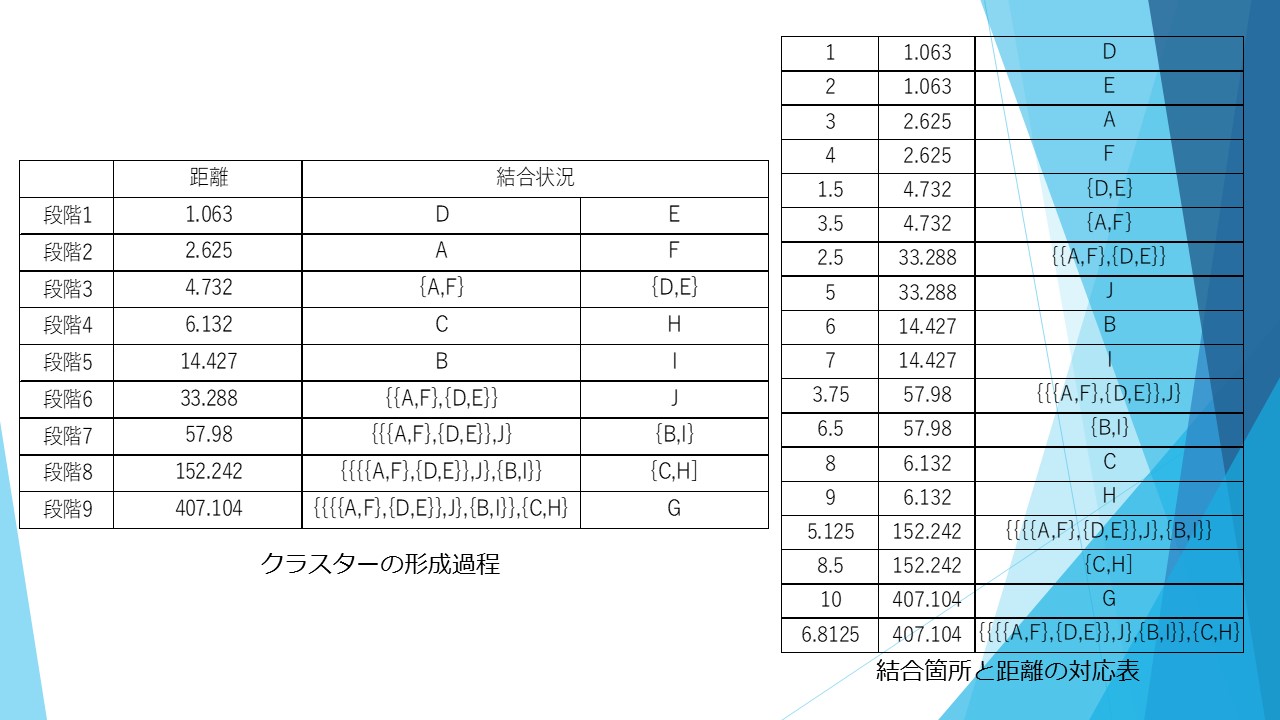 距離 結合状況
段階1 1.063 D E
段階2 2.625 A F
段階3 4.732 {A,F} {D,E}
段階4 6.132 C H
段階5 14.427 B I
段階6 33.288 {{A,F},{D,E}} J
段階7 57.98 {{{A,F},{D,E}},J} {B,I}
段階8 152.242 {{{{A,F},{D,E}},J},{B,I}} {C,H]
段階9 407.104 {{{{A,F},{D,E}},J},{B,I}},{C,H} G
クラスターの形成過程
1 1.063 D
2 1.063 E
3 2.625 A
4 2.625 F
1.5 4.732 {D,E}
3.5 4.732 {A,F}
2.5 33.288 {{A,F},{D,E}}
5 33.288 J
6 14.427 B
7 14.427 I
3.75 57.98 {{{A,F},{D,E}},J}
6.5 57.98 {B,I}
8 6.132 C
9 6.132 H
5.125 152.242 {{{{A,F},{D,E}},J},{B,I}}
8.5 152.242 {C,H]
10 407.104 G
6.8125 407.104 {{{{A,F},{D,E}},J},{B,I}},{C,H}
結合箇所と距離の対応表